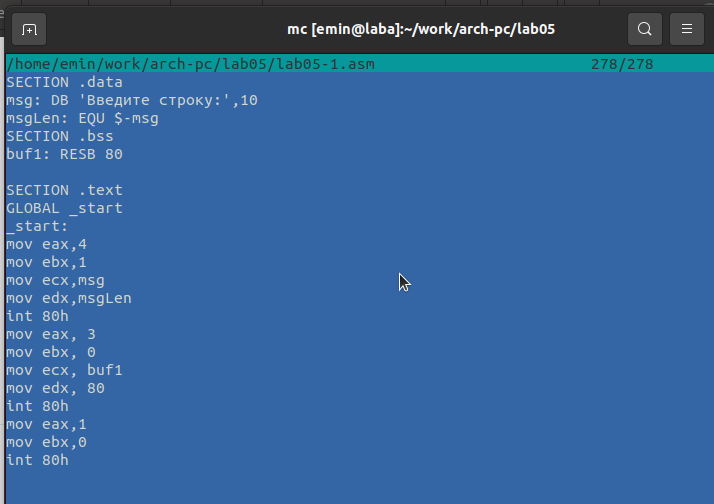 mc [emin@laba]:~/work/arch-pc/lab05
/home/emin/work/arch-pc/lab05/lab05-1.asm 278/278
SECTION .data
msg: DB 'Введите строку:',10
msgLen: EQU $-msg
SECTION .bss
buf1: RESB 80
SECTION .text
GLOBAL _start
_start:
mov eax,4
mov ebx,1
mov ecx,msg
mov edx,msgLen
int 80h
mov eax, 3
mov ebx, 0
mov ecx, buf1
mov edx, 80
int 80h
mov eax,1
mov ebx,0
int 80h